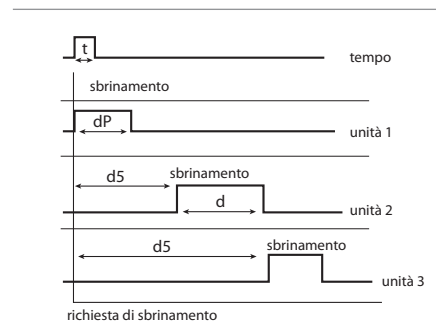 t
tempo
sbrinamento
dP
unità 1
d5
sbrinamento
d
unità 2
d5
sbrinamento
unità 3
richiesta di sbrinamento